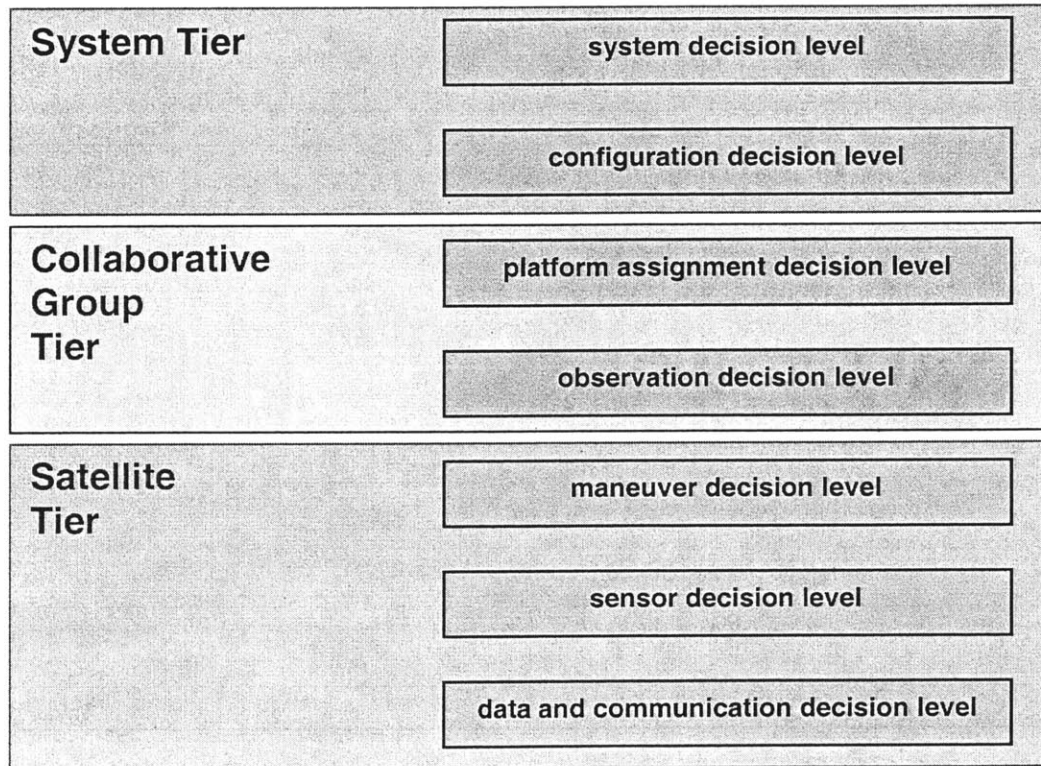 System Tier
system decision level
configuration decision level
Collaborative
Group
Tier
platform assignment decision level
observation decision level
Satellite
Tier
maneuver decision level
sensor decision level
data and communication decision level